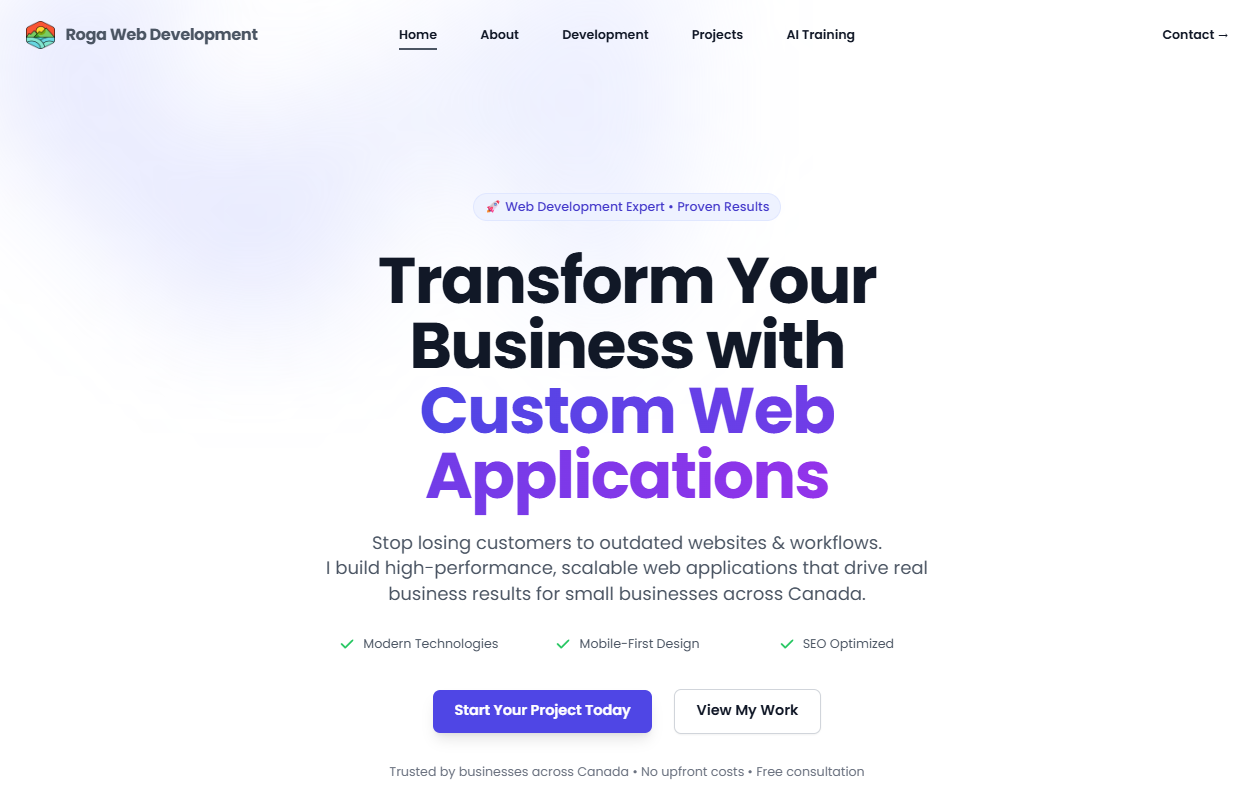 Roga Web Development
Home
About
Development
Projects
AI Training
Contact →
🚀 Web Development Expert • Proven Results
Transform Your
Business with
Custom Web
Applications
Stop losing customers to outdated websites & workflows.
I build high-performance, scalable web applications that drive real
business results for small businesses across Canada.
Modern Technologies
Mobile-First Design
SEO Optimized
Start Your Project Today
View My Work
Trusted by businesses across Canada • No upfront costs • Free consultation